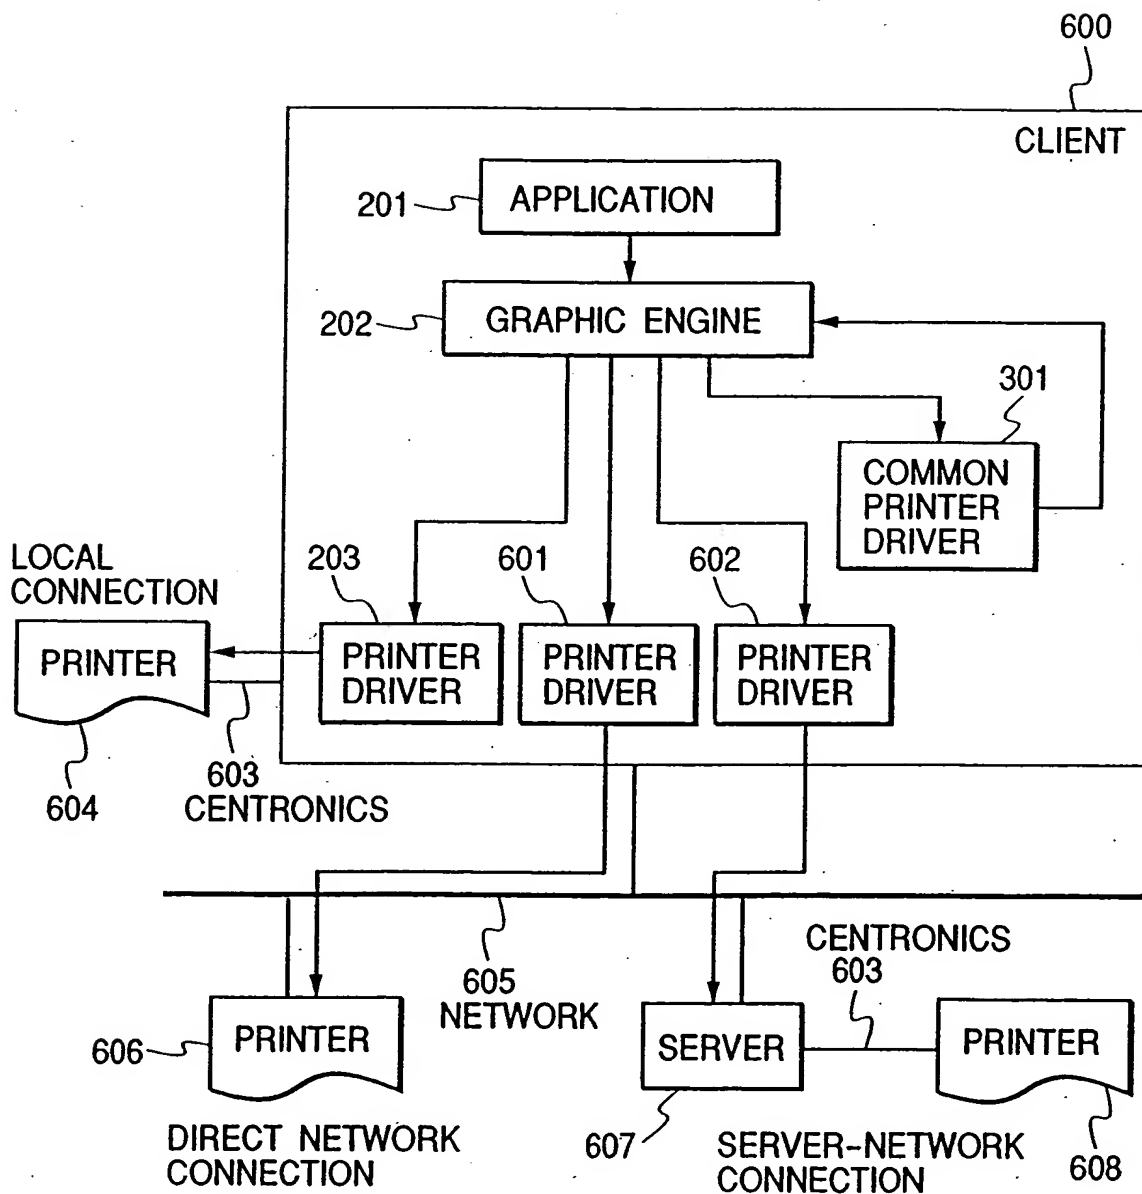 600
CLIENT
201
APPLICATION
202
GRAPHIC ENGINE
301
COMMON
PRINTER
DRIVER
LOCAL
CONNECTION
203
601
602
PRINTER
PRINTER
DRIVER
PRINTER
DRIVER
PRINTER
DRIVER
603
CENTRONICS
604
CENTRONICS
603
605
NETWORK
606
PRINTER
SERVER
PRINTER
607
608
DIRECT NETWORK
CONNECTION
SERVER-NETWORK
CONNECTION